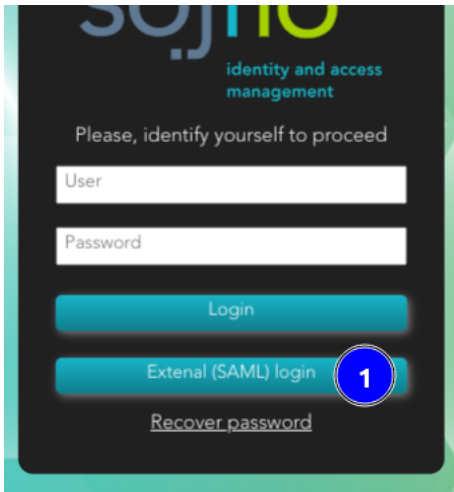 identity and access
management
Please, identify yourself to proceed
User
Password
Login
Extenal (SAML) login
1
Recover password